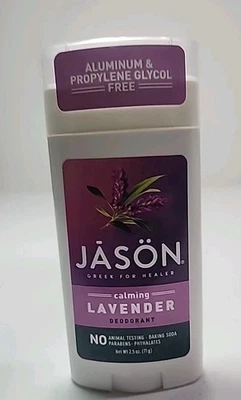 ALUMINUM &
PROPYLENE GLYCOL
FREE
JĀSÖN®
GREEK FOR HEALER
calming
LAVENDER
DEODORANT
NO ANIMAL TESTING · BAKING SODA
PARABENS · PHTHALATES
Net Wt 2.5 oz. (71 g)